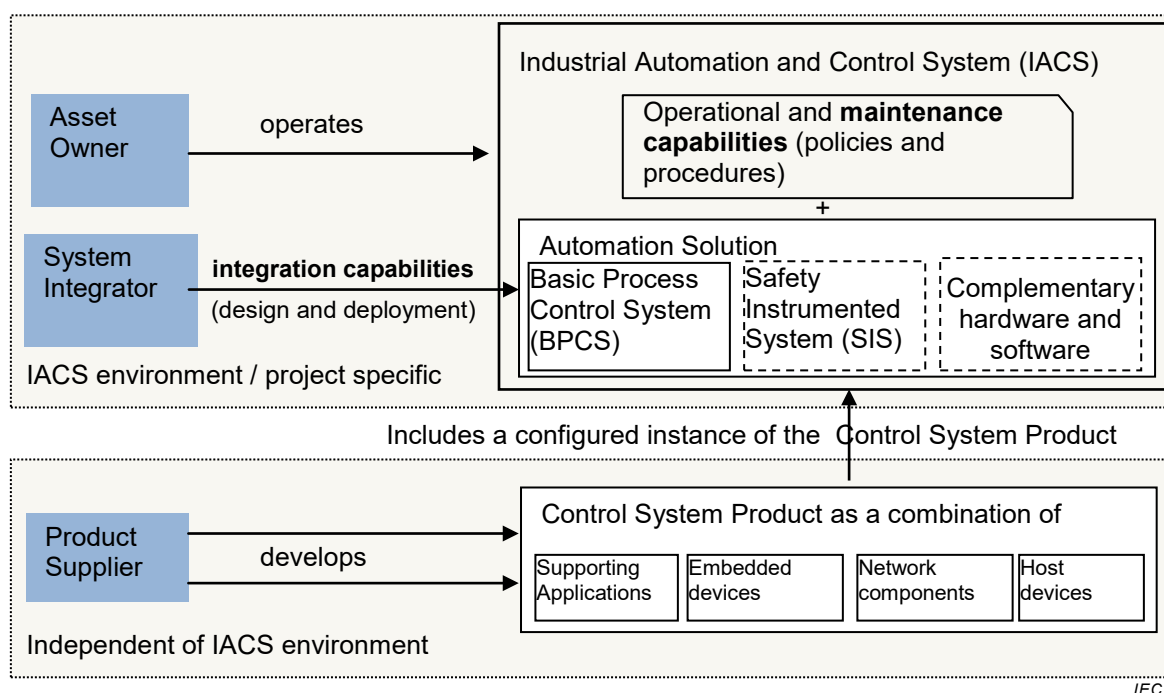 Industrial Automation and Control System (IACS)
Asset
Owner
operates
Operational and maintenance
capabilities (policies and
procedures)
+
System
Integrator
integration capabilities
(design and deployment)
Automation Solution
Basic Process
Control System
(BPCS)
Safety
Instrumented
System (SIS)
Complementary
hardware and
software
IACS environment / project specific
Includes a configured instance of the Control System Product
Product
Supplier
develops
Control System Product as a combination of
Supporting
Applications
Embedded
devices
Network
components
Host
devices
Independent of IACS environment
IEC